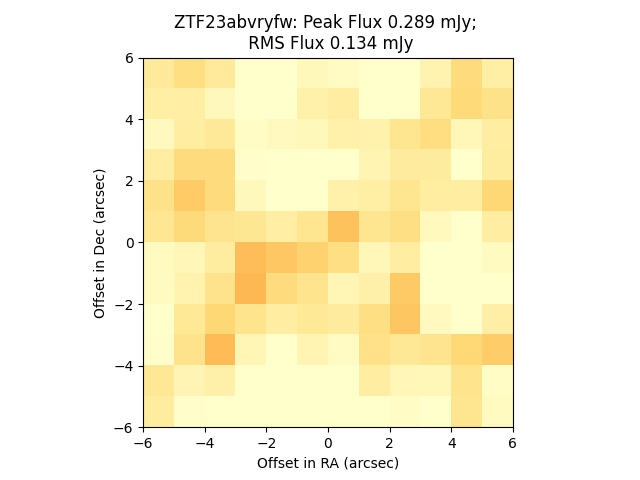 ZTF23abvryfw: Peak Flux 0.289 mJy;
RMS Flux 0.134 mJy
6
4
2
0
−2
−4
−6
Offset in Dec (arcsec)
−6 −4 −2 0 2 4 6
Offset in RA (arcsec)